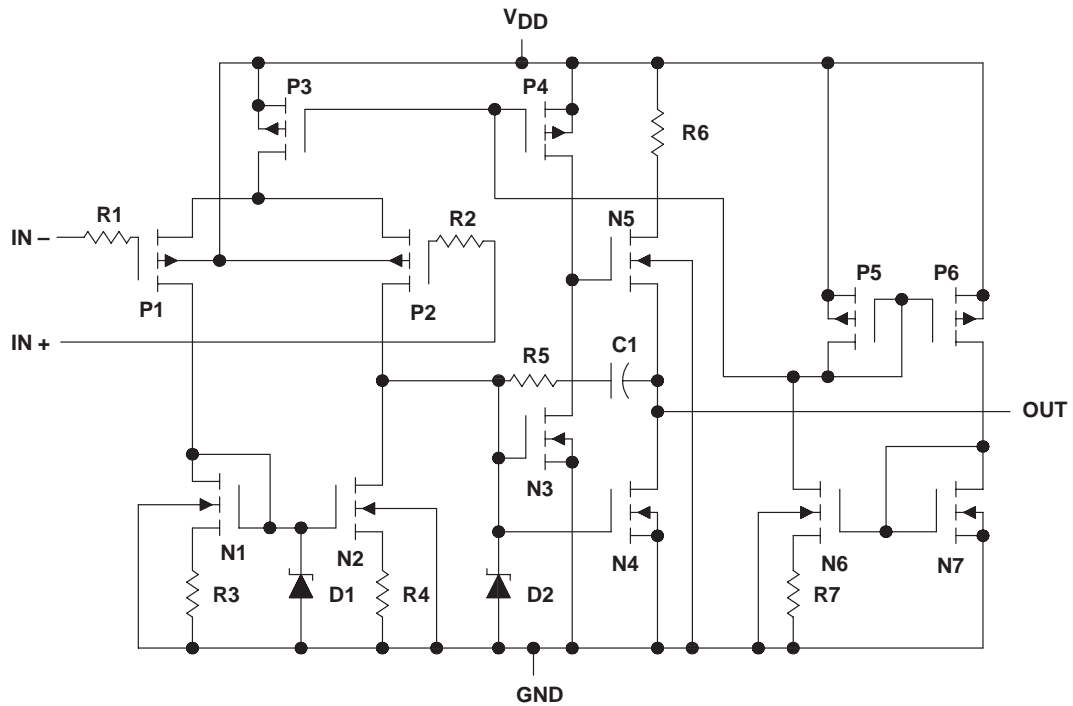 VDD
P3
P4
R6
R1
R2
N5
IN –
P5
P6
P1
P2
IN +
R5
C1
OUT
N3
N1
N2
N4
N6
N7
R3
D1
R4
D2
R7
GND